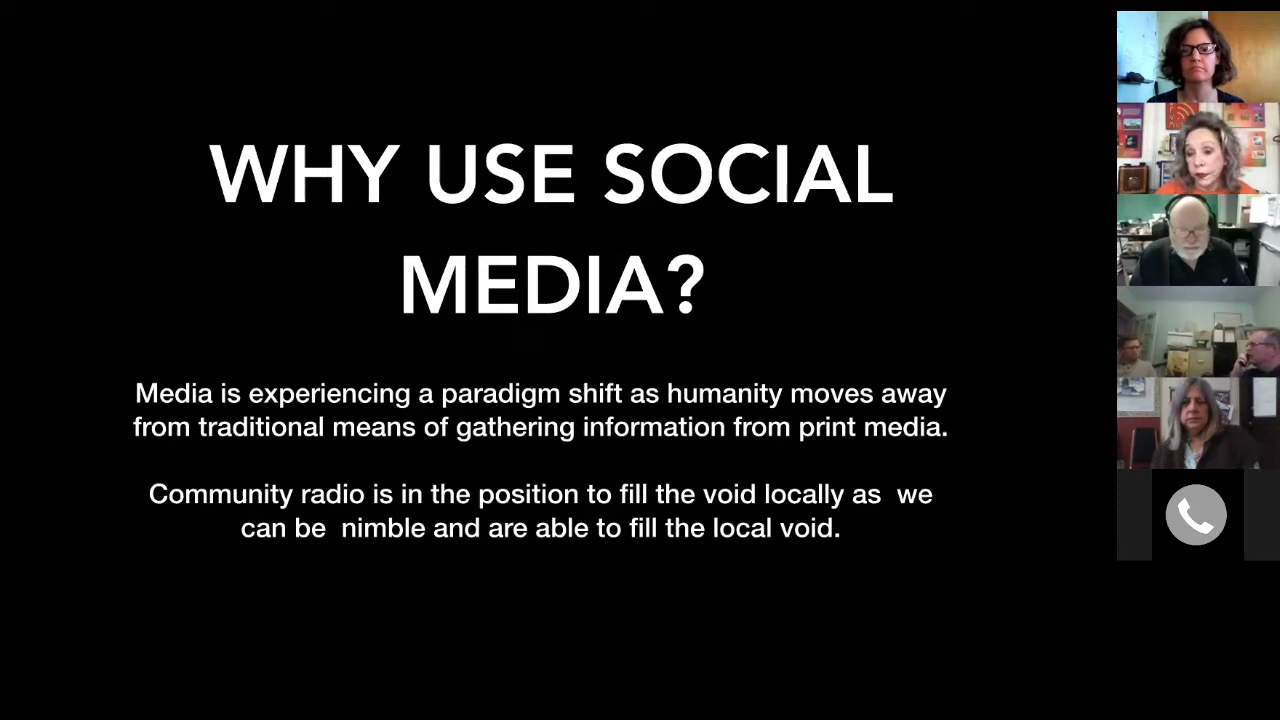 WHY USE SOCIAL
MEDIA?
Media is experiencing a paradigm shift as humanity moves away
from traditional means of gathering information from print media.
Community radio is in the position to fill the void locally as  we
can be  nimble and are able to fill the local void.